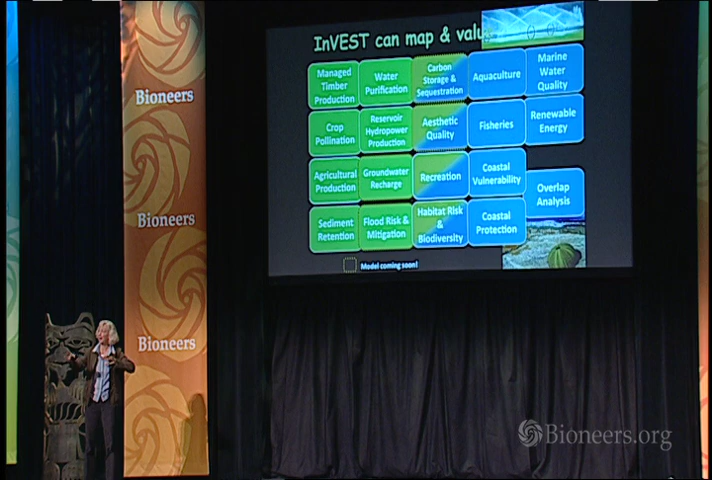 InVEST can map & valu
Managed
Timber
Production
Water
Purification
Carbon
Storage &
Sequestration
Aquaculture
Marine
Water
Quality
Crop
Pollination
Reservoir
Hydropower
Production
Aesthetic
Quality
Fisheries
Renewable
Energy
Agricultural
Production
Groundwater
Recharge
Recreation
Coastal
Vulnerability
Overlap
Analysis
Sediment
Retention
Flood Risk &
Mitigation
Habitat Risk
&
Biodiversity
Coastal
Protection
Model coming soon!
Bioneers
Bioneers
Bioneers
Bioneers.org